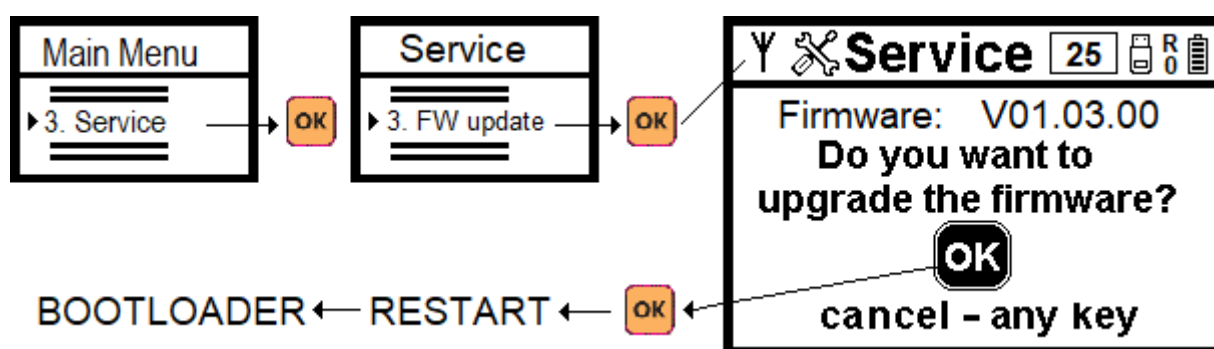 Main Menu
3. Service
OK
Service
3. FW update
OK
Service 25 R0
Firmware: V01.03.00
Do you want to
upgrade the firmware?
OK
cancel - any key
OK
RESTART
BOOTLOADER